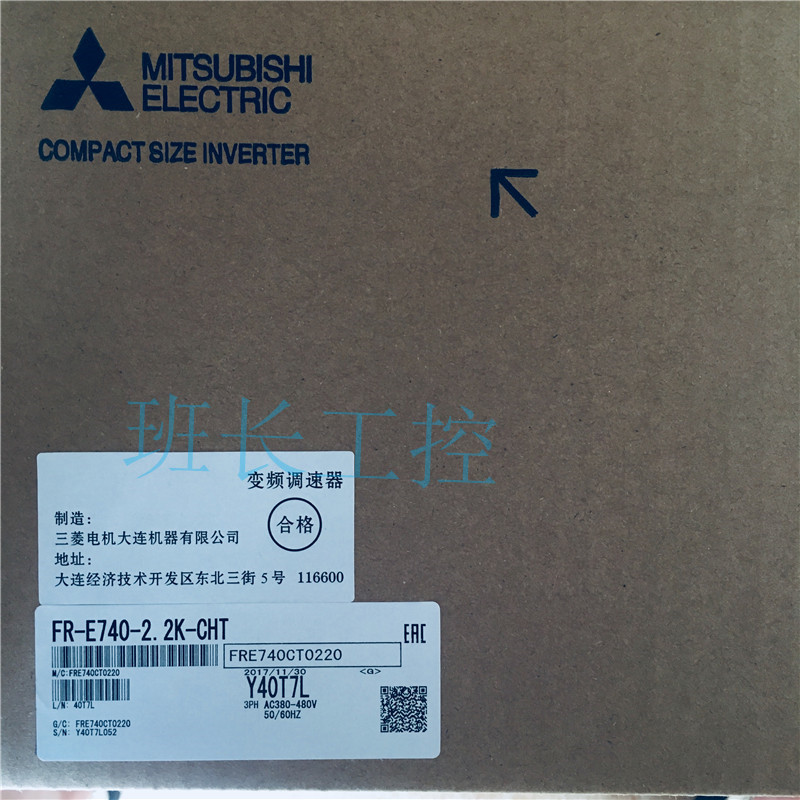 MITSUBISHI
ELECTRIC
COMPACT SIZE INVERTER
班长工控
变频调速器
制造：
合格
三菱电机大连机器有限公司
地址：
大连经济技术开发区东北三街5号 116600
FR-E740-2.2K-CHT
EAC
FRE740CT0220
M/C:FRE740CT0220
2017/11/30 <G>
Y40T7L
L/N: 40T7L
3PH AC380-480V
50/60HZ
G/C: FRE740CT0220
S/N: Y40T7L052